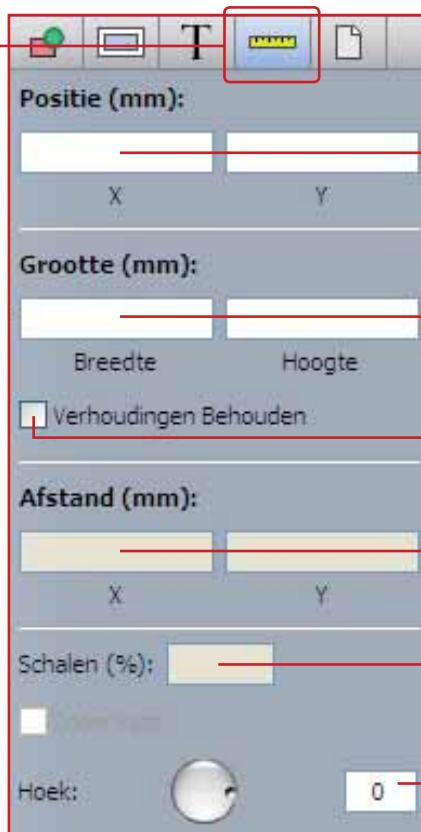 T
Positie (mm):
X Y
Grootte (mm):
Breedte Hoogte
Verhoudingen Behouden
Afstand (mm):
X Y
Schalen (%):
Hoek: 0